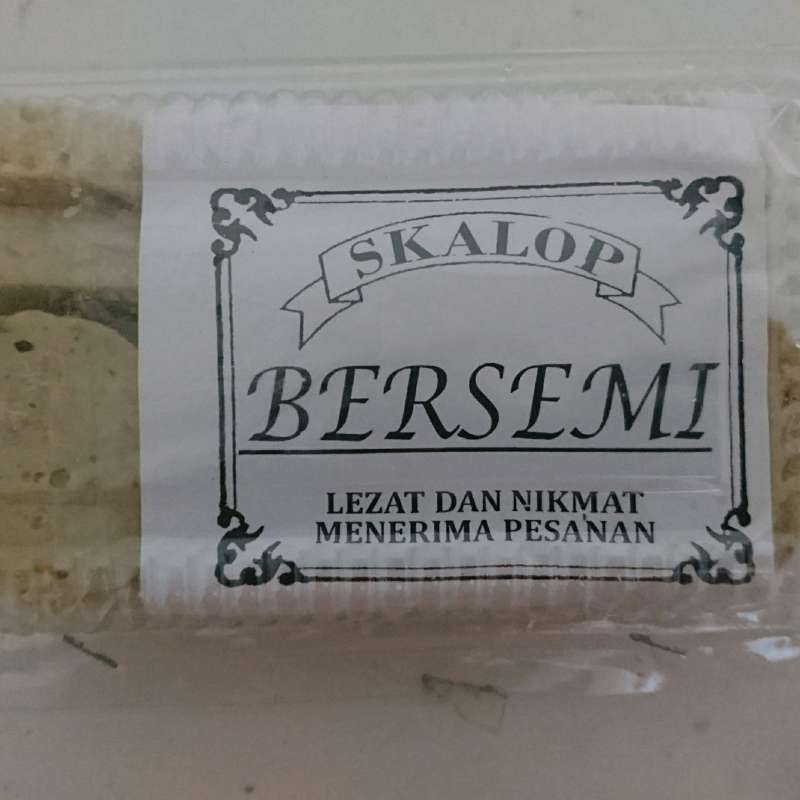 SKALOP
BERSEMI
LEZAT DAN NIKMAT
MENERIMA PESANAN